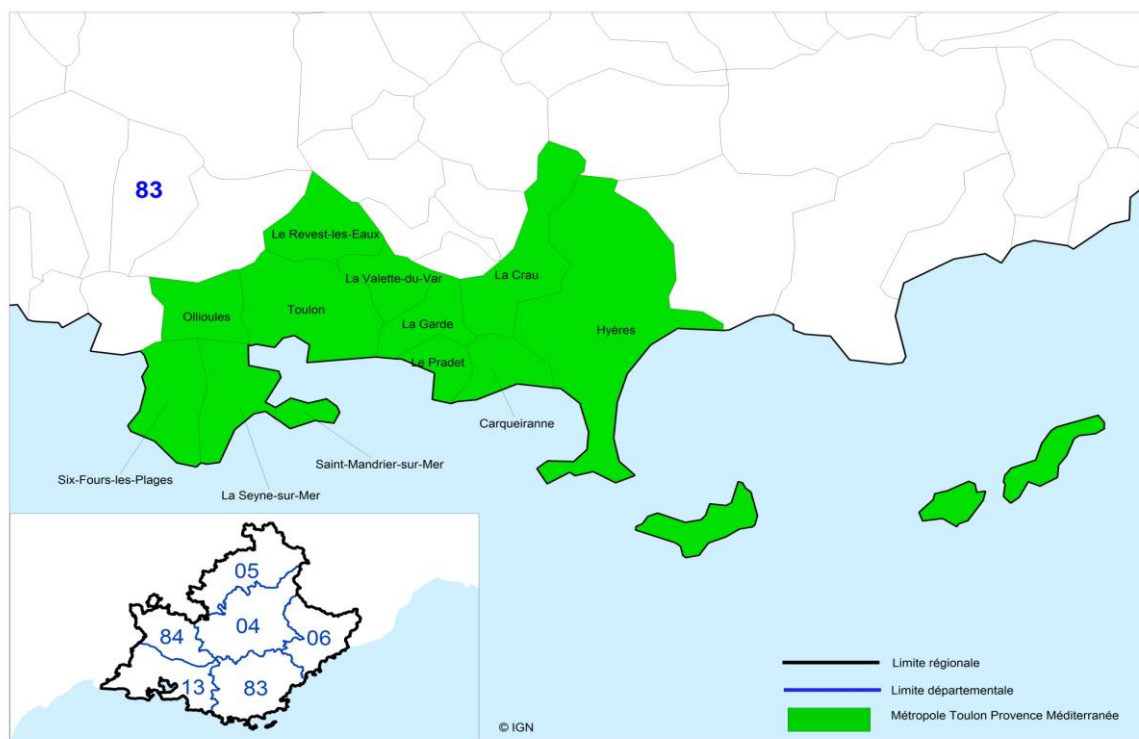 83
Le Revest-les-Eaux
La Valette-du-Var
La Crau
Ollioules
Toulon
La Garde
Hyères
Le Pradet
Carqueiranne
Saint-Mandrier-sur-Mer
Six-Fours-les-Plages
La Seyne-sur-Mer
05
04
84
06
13
83
Limite régionale
Limite départementale
Métropole Toulon Provence Méditerranée
© IGN